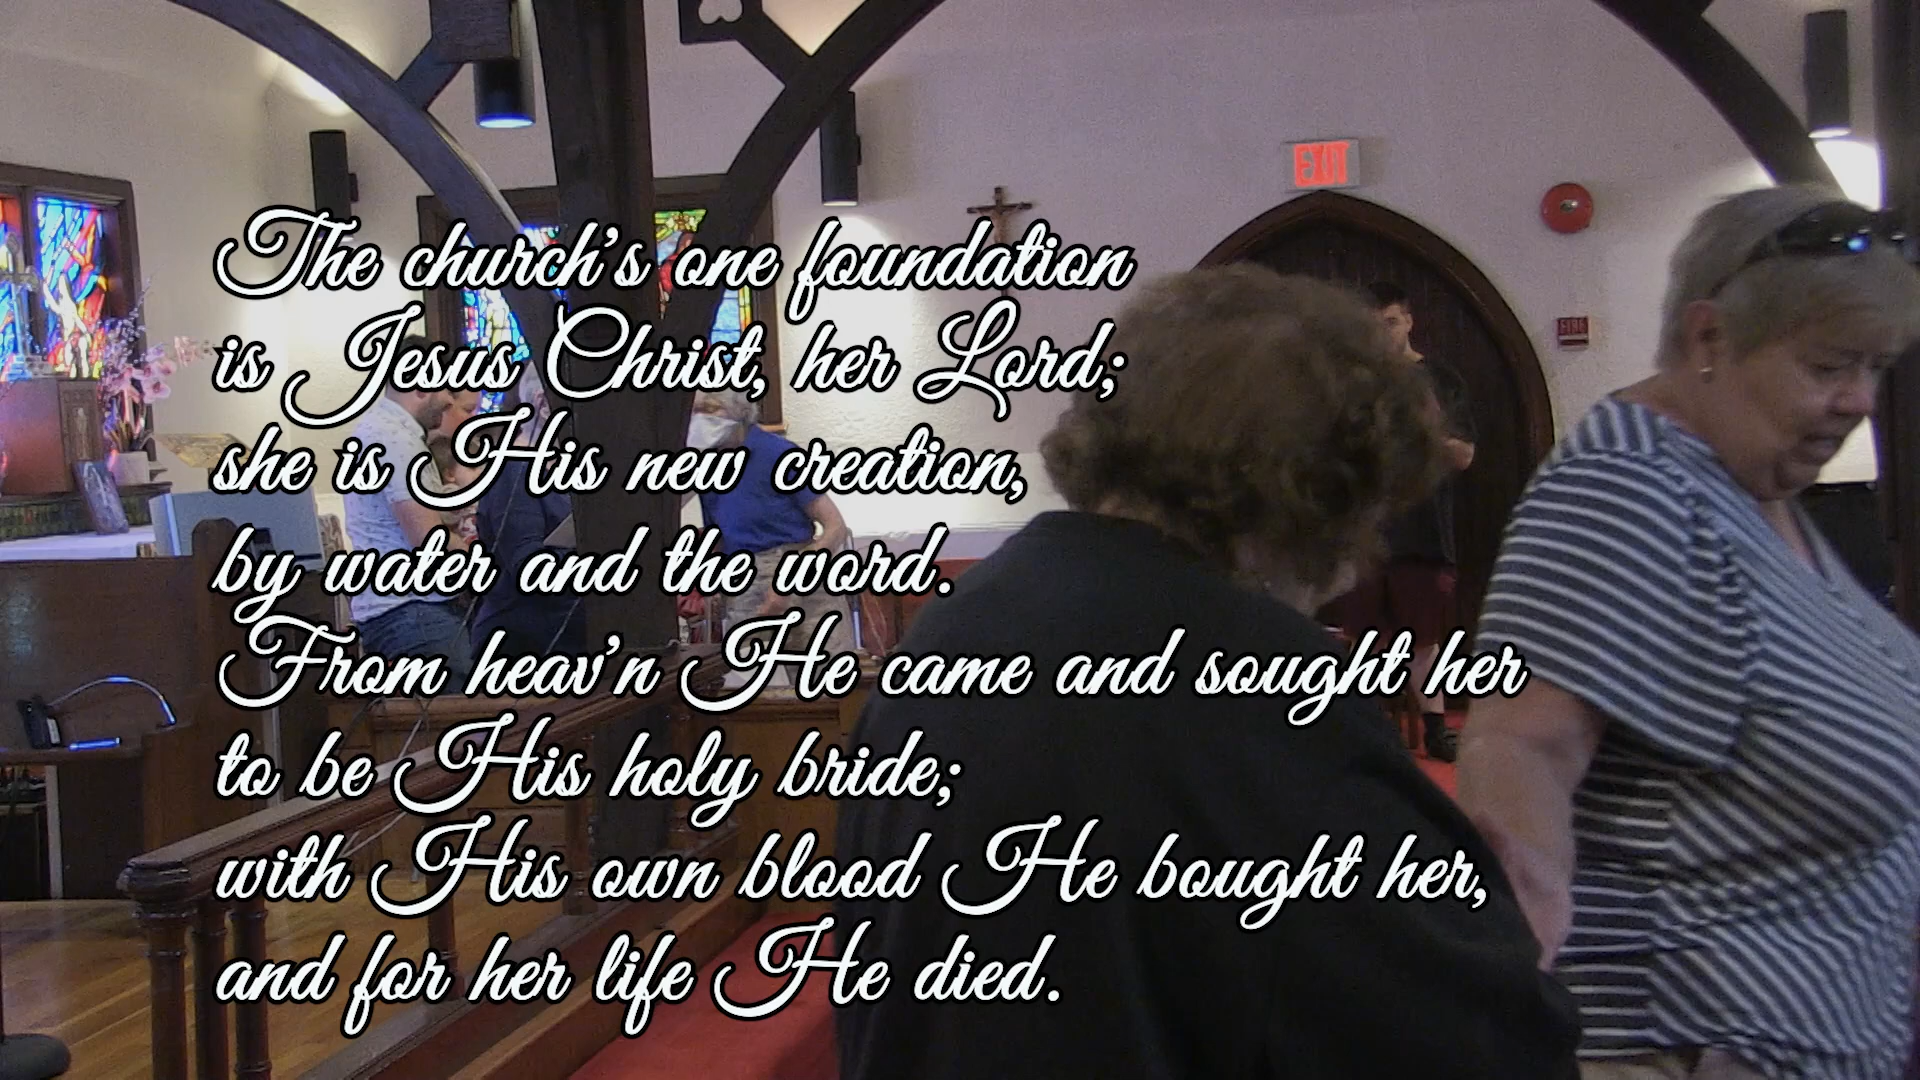 EXIT
FIRE
The church's one foundation
is Jesus Christ, her Lord;
she is His new creation,
by water and the word.
From heav'n He came and sought her
to be His holy bride;
with His own blood He bought her,
and for her life He died.